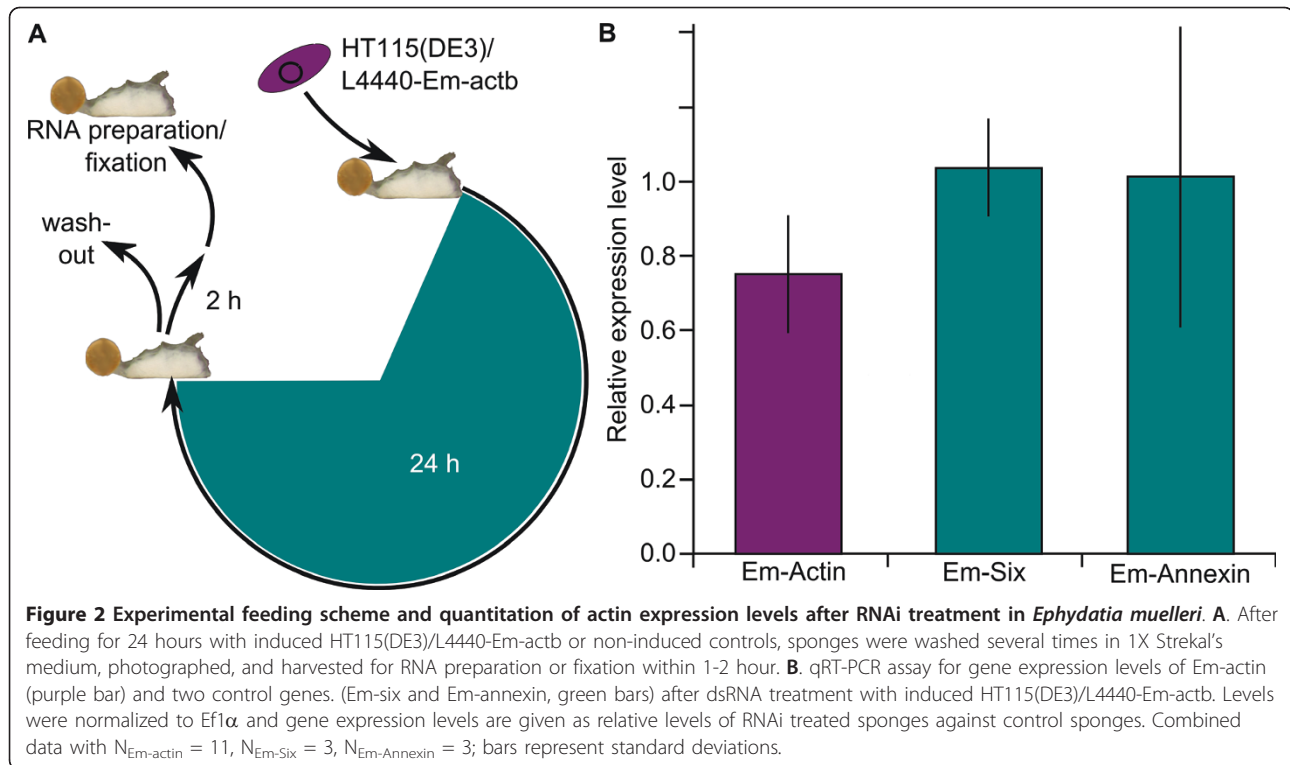 A
HT115(DE3)/
L4440-Em-actb
RNA preparation/
fixation
wash-
out
2 h
24 h
B
Relative expression level
1.0
0.8
0.6
0.4
0.2
0.0
Em-Actin
Em-Six
Em-Annexin
Figure 2 Experimental feeding scheme and quantitation of actin expression levels after RNAi treatment in Ephydatia muelleri. A. After
feeding for 24 hours with induced HT115(DE3)/L4440-Em-actb or non-induced controls, sponges were washed several times in 1X Strekal's
medium, photographed, and harvested for RNA preparation or fixation within 1-2 hour. B. qRT-PCR assay for gene expression levels of Em-actin
(purple bar) and two control genes. (Em-six and Em-annexin, green bars) after dsRNA treatment with induced HT115(DE3)/L4440-Em-actb. Levels
were normalized to Ef1α and gene expression levels are given as relative levels of RNAi treated sponges against control sponges. Combined
data with NEm-actin = 11, NEm-Six = 3, NEm-Annexin = 3; bars represent standard deviations.